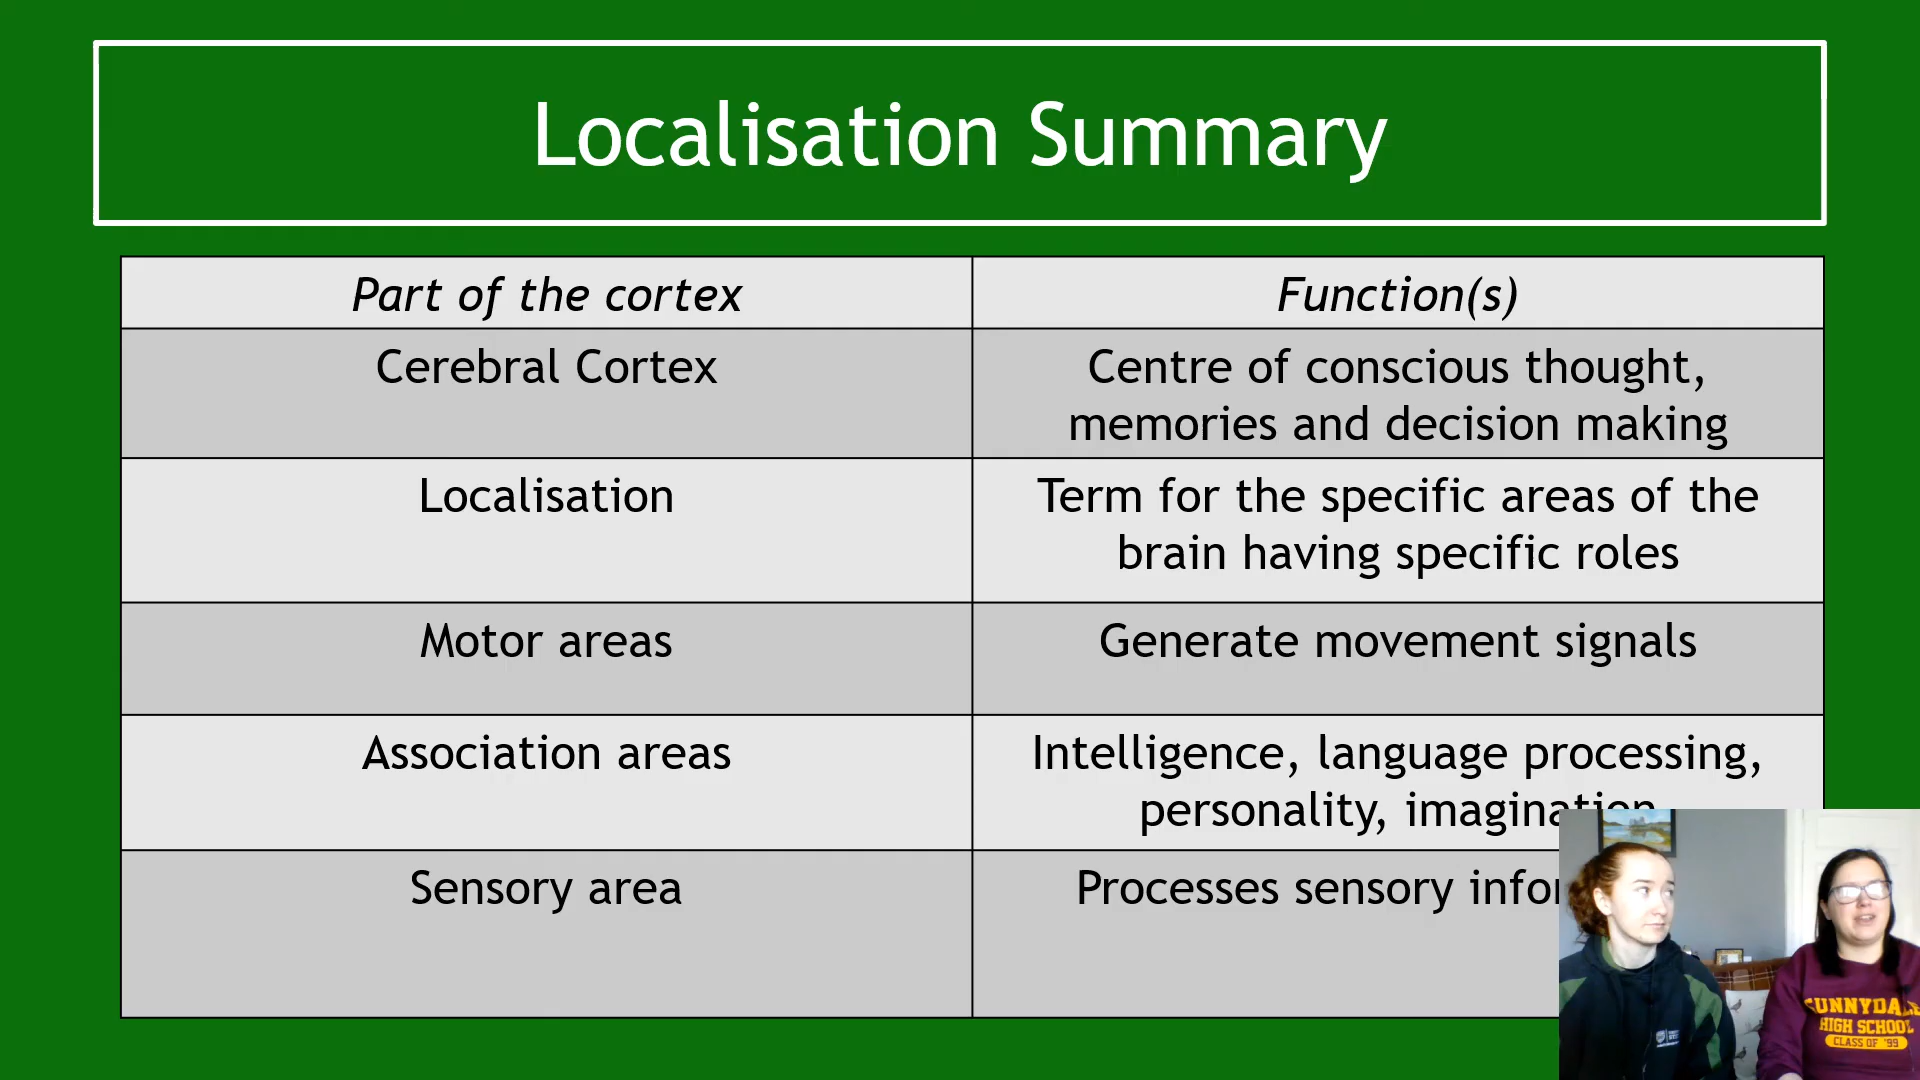 Localisation Summary
Part of the cortex
Function(s)
Cerebral Cortex
Centre of conscious thought,
memories and decision making
Localisation
Term for the specific areas of the
brain having specific roles
Motor areas
Generate movement signals
Association areas
Intelligence, language processing,
personality, imagination
Sensory area
Processes sensory
HIGH SCHOOL
CLASS OF '99